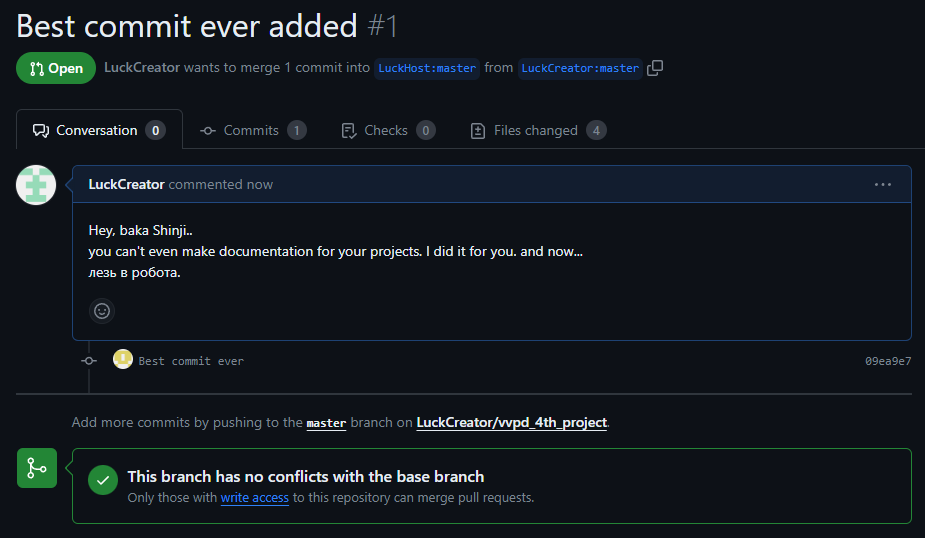 Best commit ever added #1
Open LuckCreator wants to merge 1 commit into LuckHost:master from LuckCreator:master
Conversation 0 Commits 1 Checks 0 Files changed 4
LuckCreator commented now
Hey, baka Shinji..
you can't even make documentation for your projects. I did it for you. and now...
лезь в робота.
Best commit ever 09ea9e7
Add more commits by pushing to the master branch on LuckCreator/vvpd_4th_project.
This branch has no conflicts with the base branch
Only those with write access to this repository can merge pull requests.